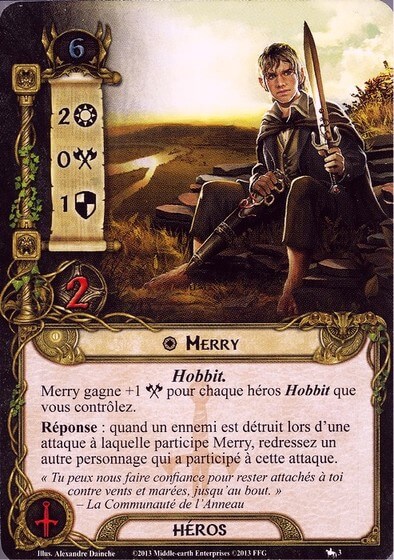 6
2
0
1
2
MERRY
Hobbit.
Merry gagne +1 pour chaque héros Hobbit que
vous contrôlez.
Réponse : quand un ennemi est détruit lors d'une
attaque à laquelle participe Merry, redressez un
autre personnage qui a participé à cette attaque.
« Tu peux nous faire confiance pour rester attachés à toi
contre vents et marées, jusqu'au bout. »
– La Communauté de l'Anneau
HÉROS
Illus. Alexandre Dainche
©2013 Middle-earth Enterprises ©2013 FFG
3